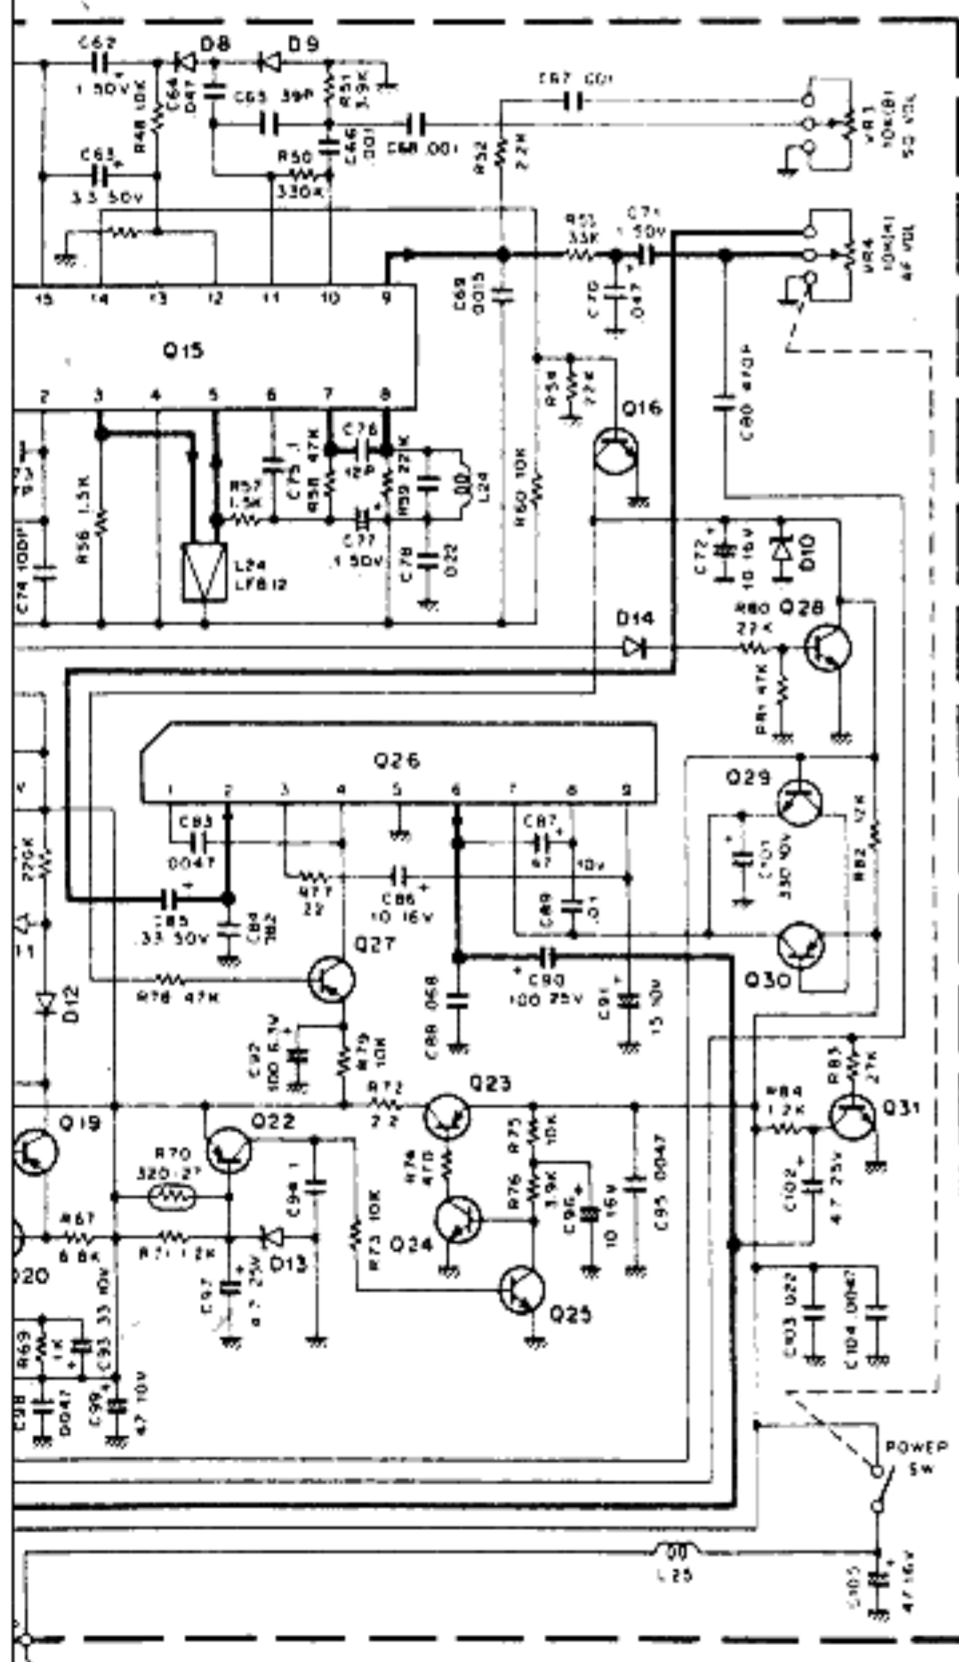 C62
D8
D9
1 50V
R48 10K
C64
.047
C65 39P
R51
3.9K
C67 .001
VR3
10K(B)
SQ VOL
C66
.001
C68 .001
R52
2.2K
C63
3.3 50V
R50
330K
R53
33K
C71
1 50V
VR4
10K(A)
AF VOL
15 14 13 12 11 10 9
C69
.0015
C70
.047
Q15
R54
22K
C80 470P
Q16
2 3 4 5 6 7 8
R56 1.5K
C75 .1
R58 47K
C76
R59 22K
L24
R60 10K
R57
1.5K
C77
1 50V
C78
.022
C74 100P
L24
LFB12
C72
10 16V
D10
R80
22K
Q28
D14
R81 47K
Q26
1 2 3 4 5 6 7 8 9
Q29
C83
.0047
C87
47
10V
C101
330 10V
R82
12K
R77
22
C86
10 16V
C89
.01
C85
.33 50V
C84
Q27
Q30
C90
100 25V
R78 47K
C88 .068
C91
15 10V
D12
C92
100 6.3V
R79
10K
R83
27K
R72
2.2
Q23
R84
1.2K
Q31
Q19
Q22
R70
R74
470
R75
10K
R76
3.9K
C94 .1
C96
10 16V
C95 .0047
C102
4.7 25V
R67
6.8K
R71 1.2K
D13
R73 10K
Q24
Q20
C97
4.7 25V
Q25
R69
1K
C93 33 10V
C103 .022
C104 .0047
C98
.0047
C99
47 10V
POWER
SW
L25
C105
47 16V